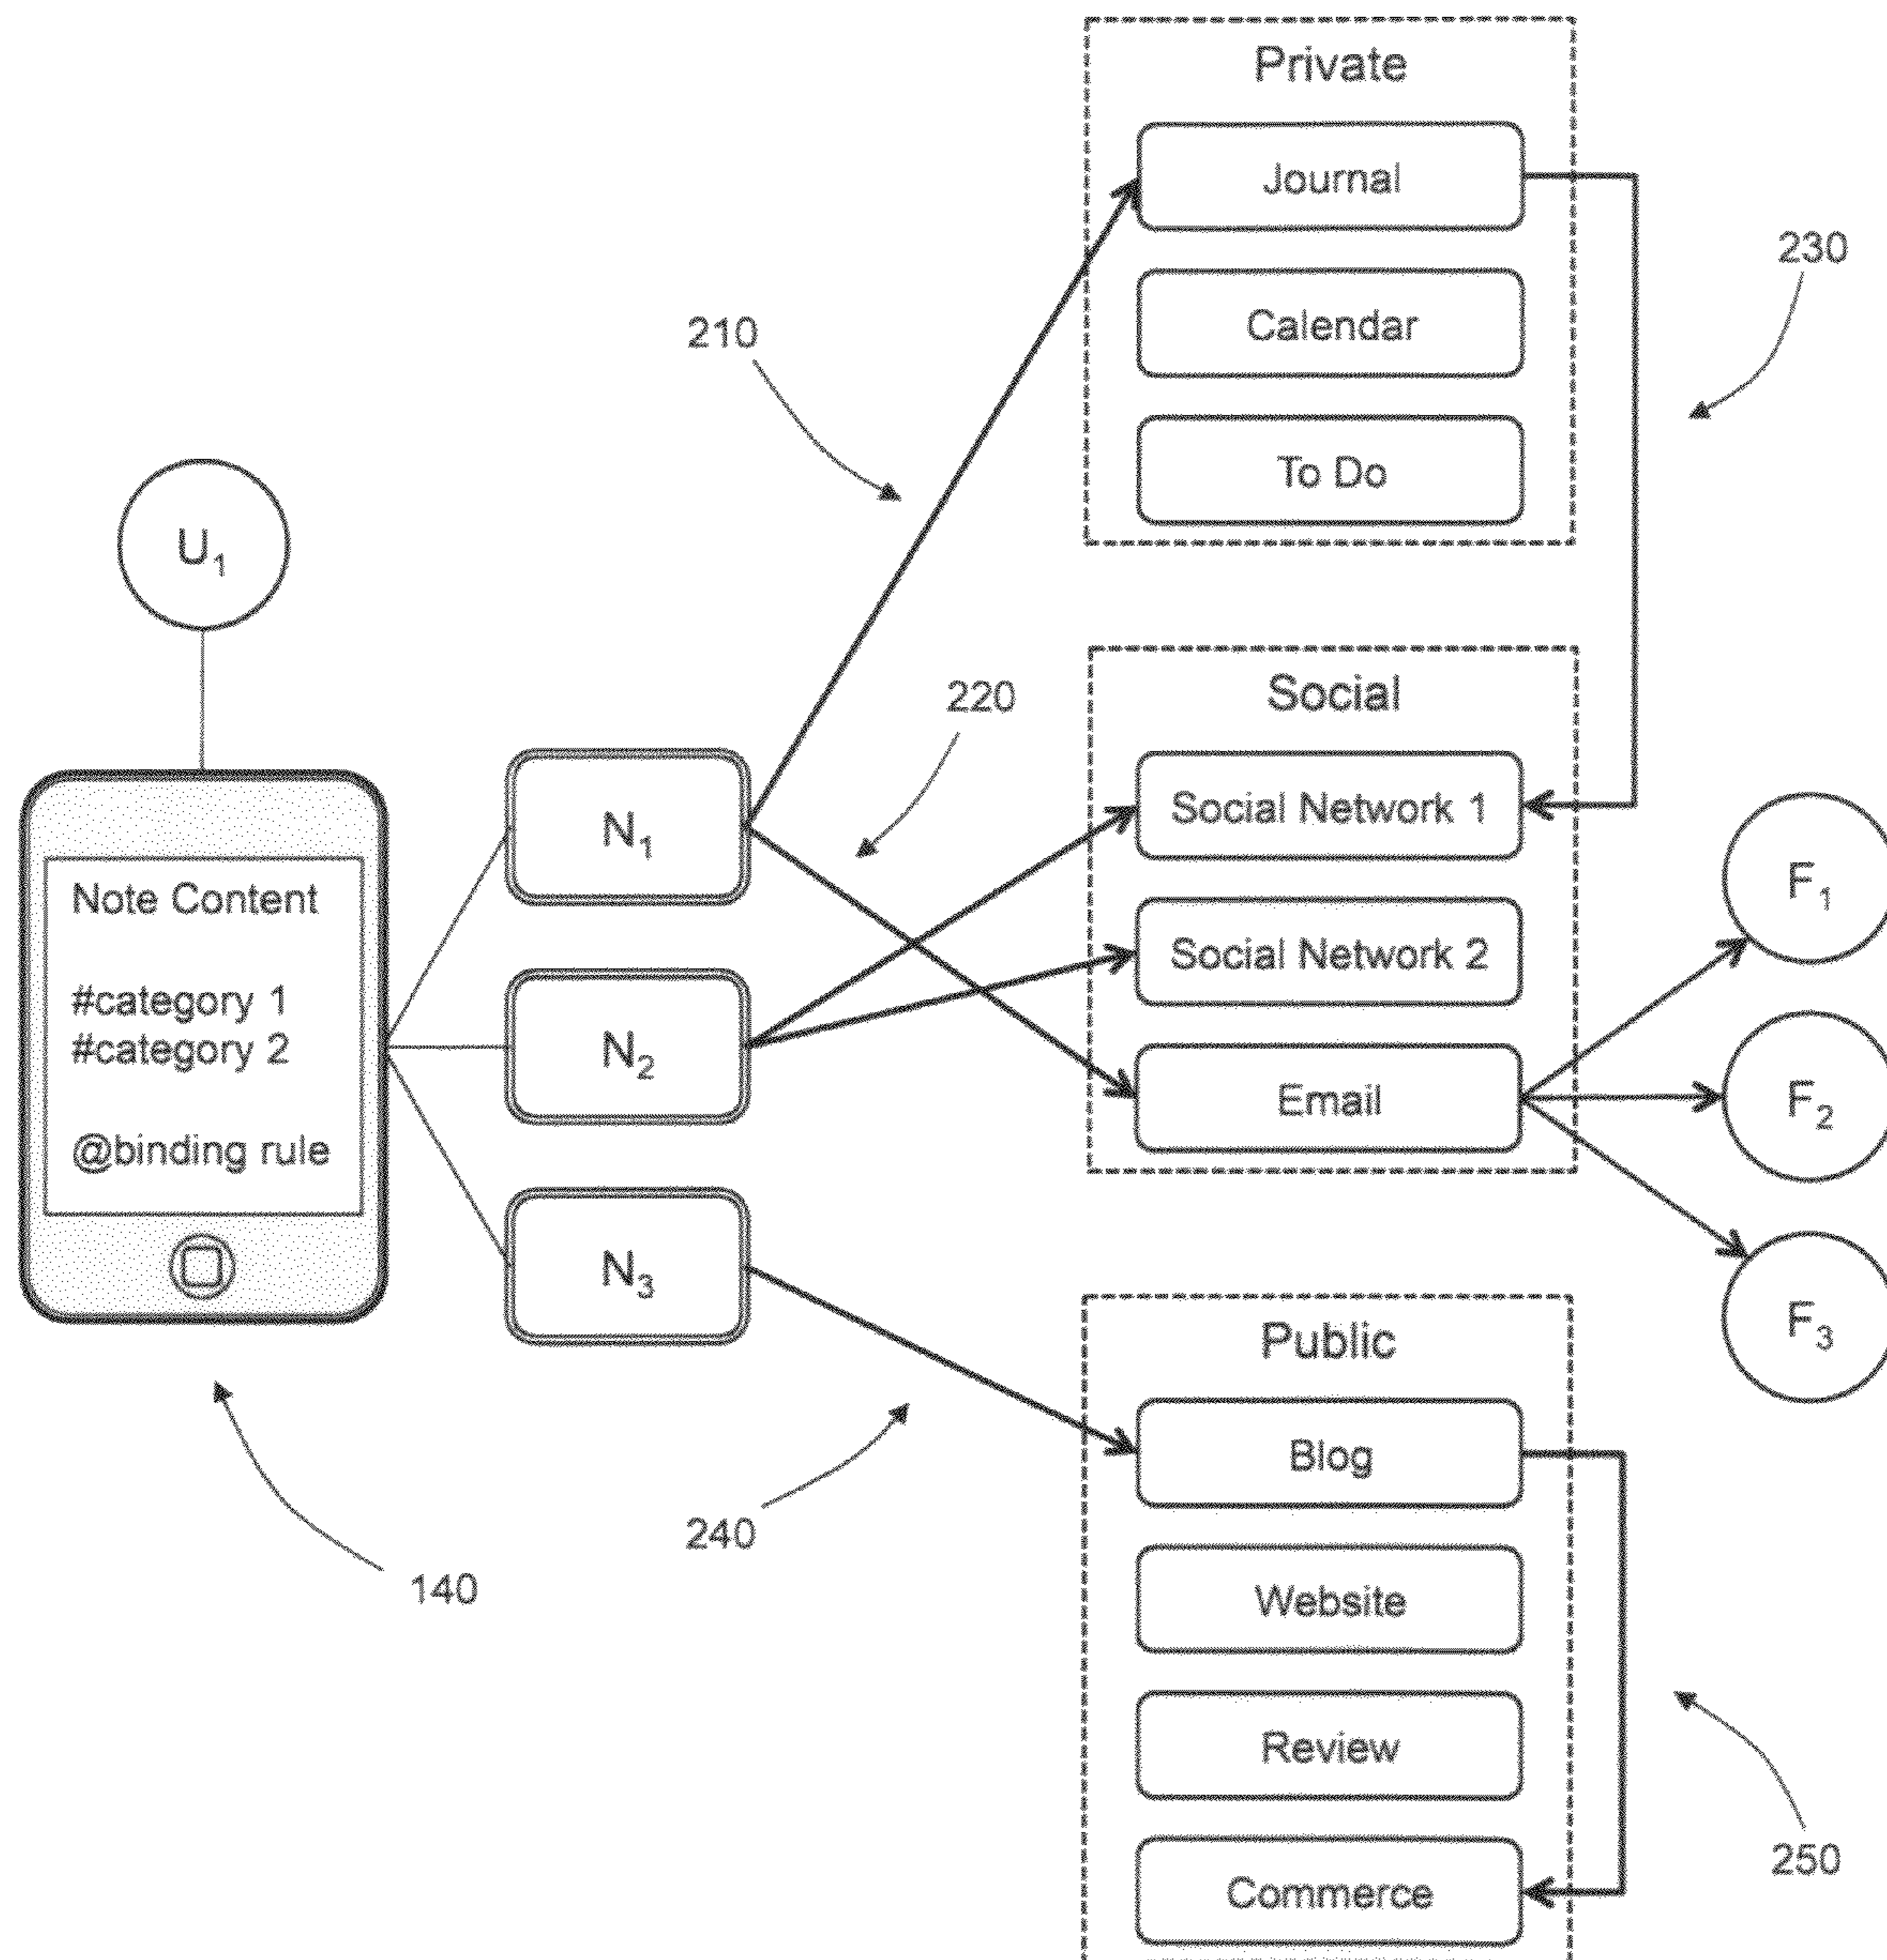 Private
Journal
230
Calendar
210
To Do
U₁
220
Social
Social Network 1
N₁
F₁
Note Content
Social Network 2
#category 1
#category 2
N₂
Email
F₂
@binding rule
N₃
F₃
Public
Blog
240
140
Website
Review
250
Commerce